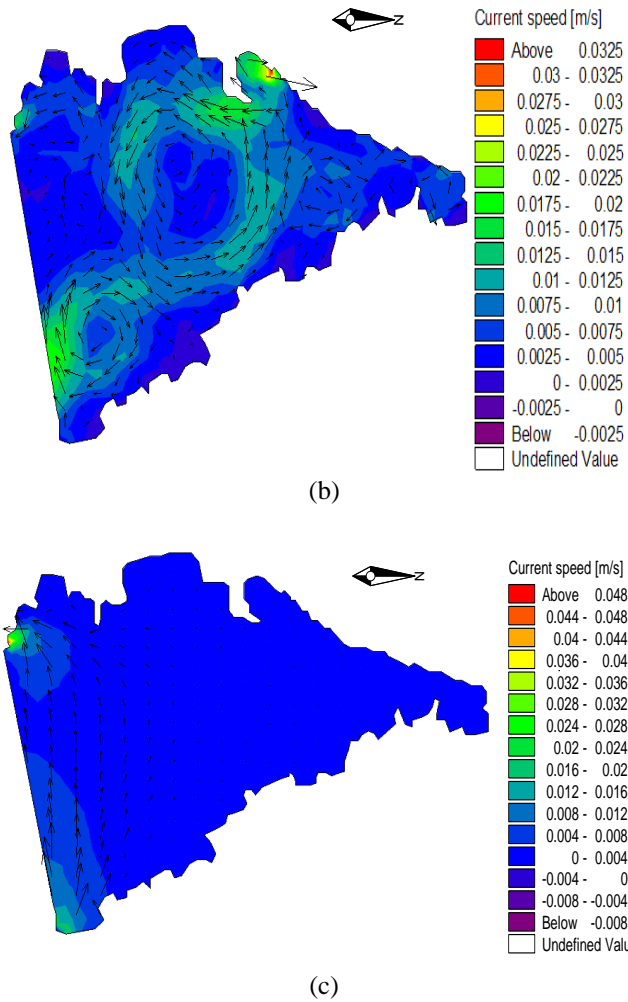 Current speed [m/s]
N
Above 0.0325
0.03 - 0.0325
0.0275 - 0.03
0.025 - 0.0275
0.0225 - 0.025
0.02 - 0.0225
0.0175 - 0.02
0.015 - 0.0175
0.0125 - 0.015
0.01 - 0.0125
0.0075 - 0.01
0.005 - 0.0075
0.0025 - 0.005
0 - 0.0025
-0.0025 - 0
Below -0.0025
Undefined Value
(b)
Current speed [m/s]
N
Above 0.048
0.044 - 0.048
0.04 - 0.044
0.036 - 0.04
0.032 - 0.036
0.028 - 0.032
0.024 - 0.028
0.02 - 0.024
0.016 - 0.02
0.012 - 0.016
0.008 - 0.012
0.004 - 0.008
0 - 0.004
-0.004 - 0
-0.008 - -0.004
Below -0.008
Undefined Valu
(c)